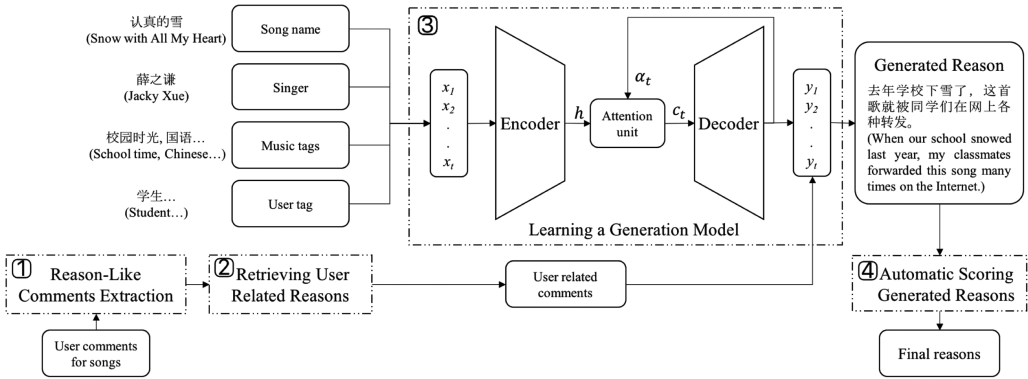 认真的雪
(Snow with All My Heart)
Song name
薛之谦
(Jacky Xue)
Singer
校园时光, 国语…
(School time, Chinese…)
Music tags
学生…
(Student…)
User tag
③
x1
x2
.
.
xt
Encoder
h
Attention
unit
αt
ct
Decoder
y1
y2
.
.
yt
Learning a Generation Model
Generated Reason
去年学校下雪了，这首
歌就被同学们在网上各
种转发。
(When our school snowed
last year, my classmates
forwarded this song many
times on the Internet.)
①
Reason-Like
Comments Extraction
②
Retrieving User
Related Reasons
User related
comments
④
Automatic Scoring
Generated Reasons
User comments
for songs
Final reasons